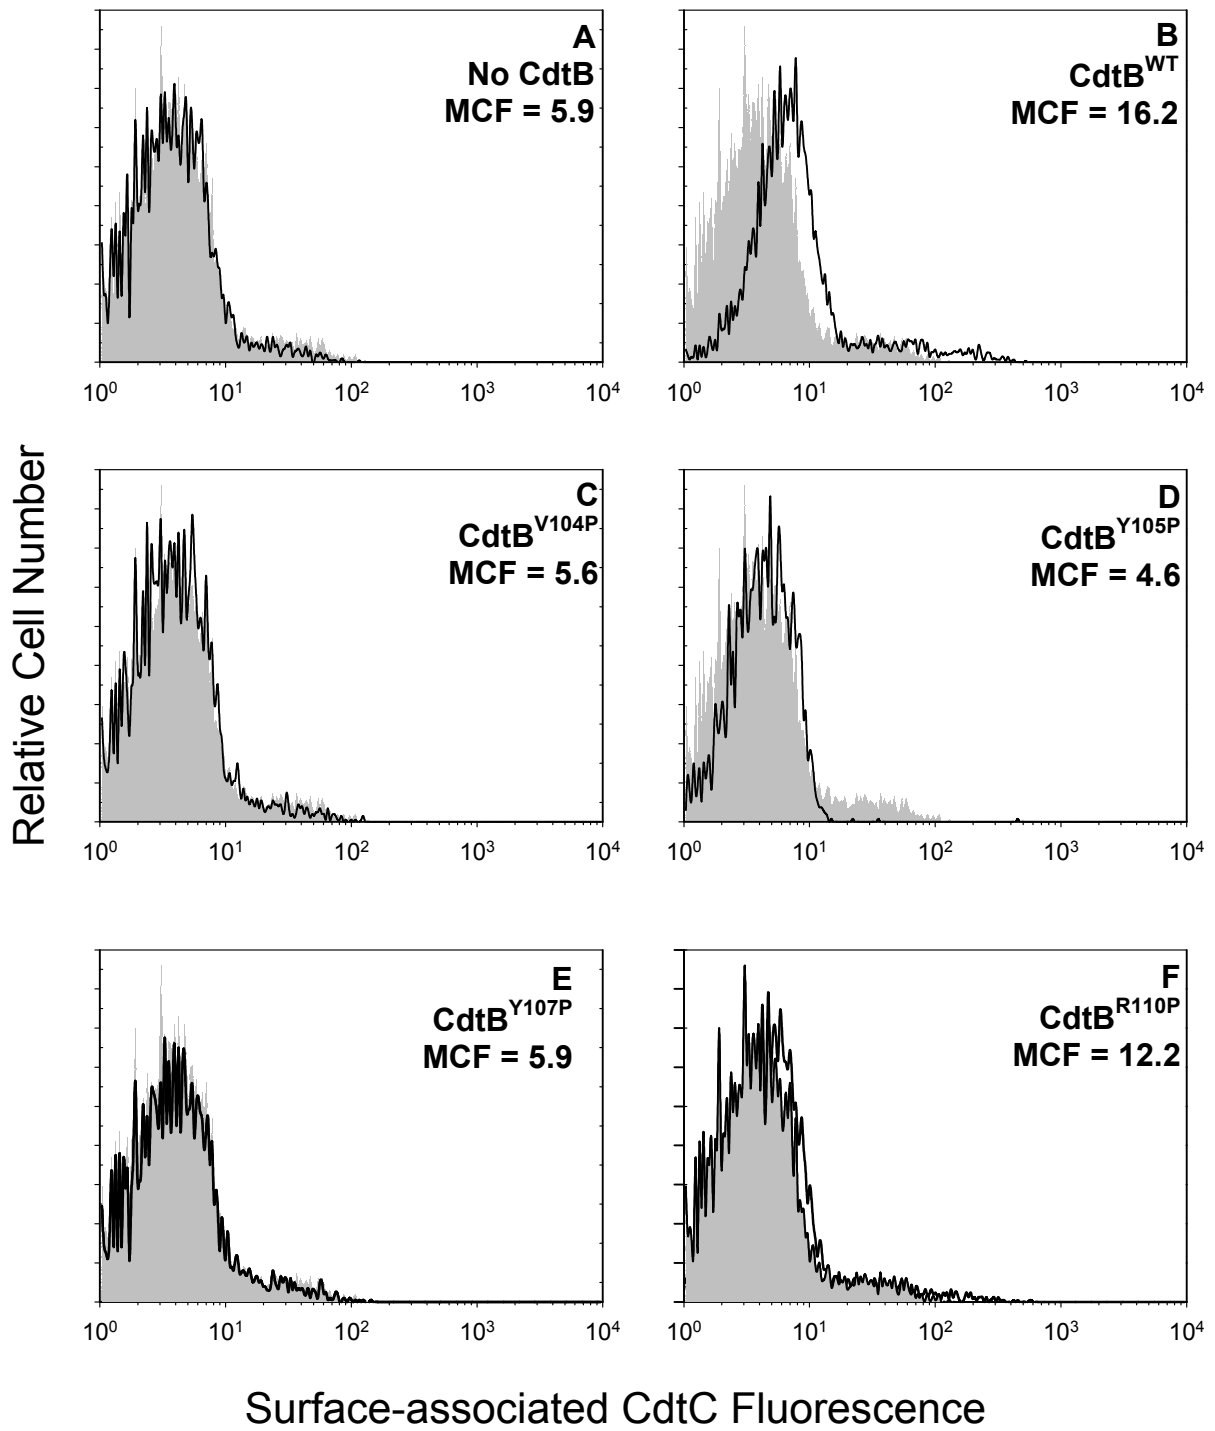 A
No CdtB
MCF = 5.9
10⁰ 10¹ 10² 10³ 10⁴
B
CdtB^WT
MCF = 16.2
10⁰ 10¹ 10² 10³ 10⁴
Relative Cell Number
C
CdtB^V104P
MCF = 5.6
10⁰ 10¹ 10² 10³ 10⁴
D
CdtB^Y105P
MCF = 4.6
10⁰ 10¹ 10² 10³ 10⁴
E
CdtB^Y107P
MCF = 5.9
10⁰ 10¹ 10² 10³ 10⁴
F
CdtB^R110P
MCF = 12.2
10⁰ 10¹ 10² 10³ 10⁴
Surface-associated CdtC Fluorescence